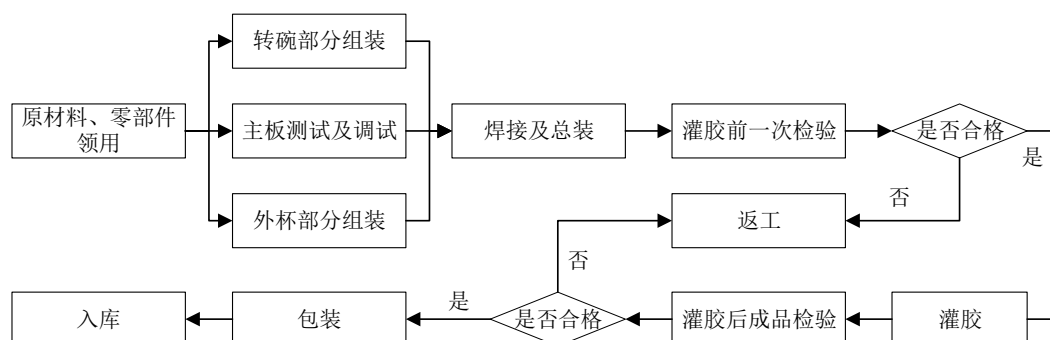 转碗部分组装
原材料、零部件
领用
主板测试及调试
焊接及总装
灌胶前一次检验
是否合格
是
外杯部分组装
返工
否
否
入库
包装
是
是否合格
灌胶后成品检验
灌胶